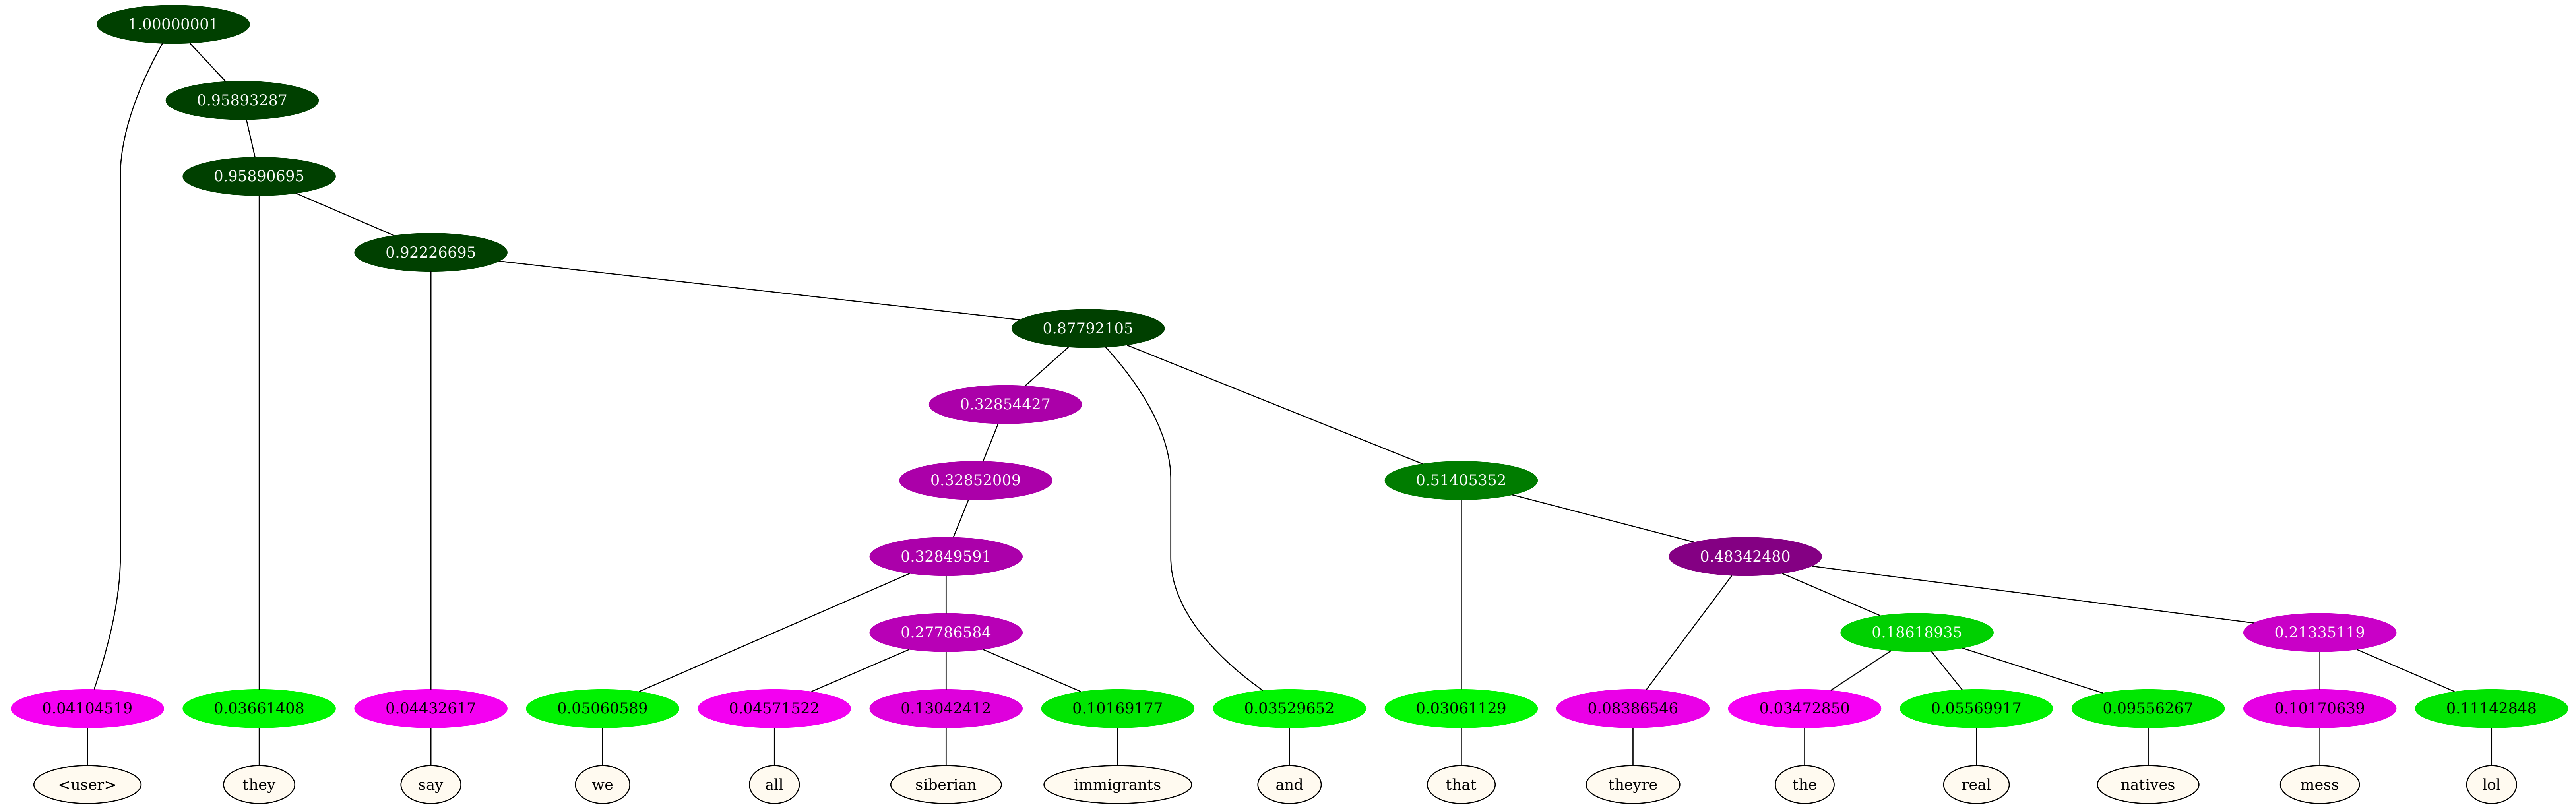 1.00000001
0.95893287
0.95890695
0.92226695
0.87792105
0.32854427
0.32852009 0.51405352
0.32849591 0.48342480
0.27786584 0.18618935 0.21335119
0.04104519 0.03661408 0.04432617 0.05060589 0.04571522 0.13042412 0.10169177 0.03529652 0.03061129 0.08386546 0.03472850 0.05569917 0.09556267 0.10170639 0.11142848
<user> they say we all siberian immigrants and that theyre the real natives mess lol